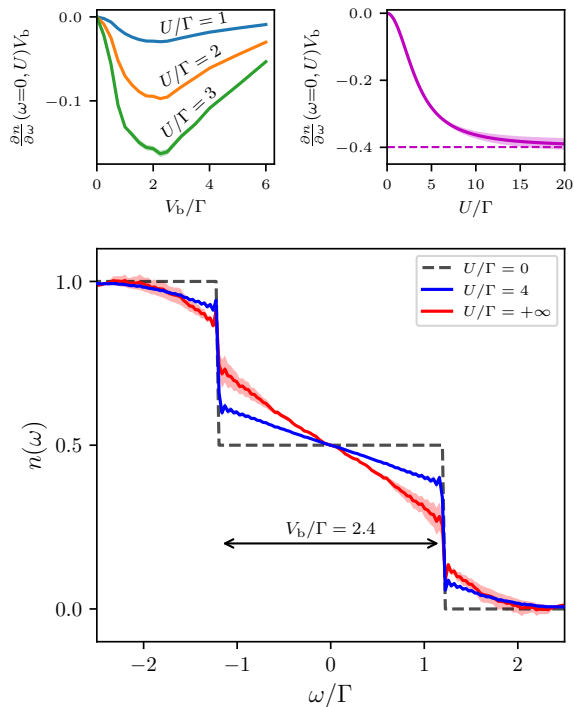 0.0
−0.1
∂n/∂ω (ω=0, U)V_b
U/Γ = 1
U/Γ = 2
U/Γ = 3
0 2 4 6
V_b/Γ
0.0
−0.2
−0.4
∂n/∂ω (ω=0, U)V_b
0 5 10 15 20
U/Γ
1.0
0.5
0.0
n(ω)
U/Γ = 0
U/Γ = 4
U/Γ = +∞
V_b/Γ = 2.4
−2 −1 0 1 2
ω/Γ